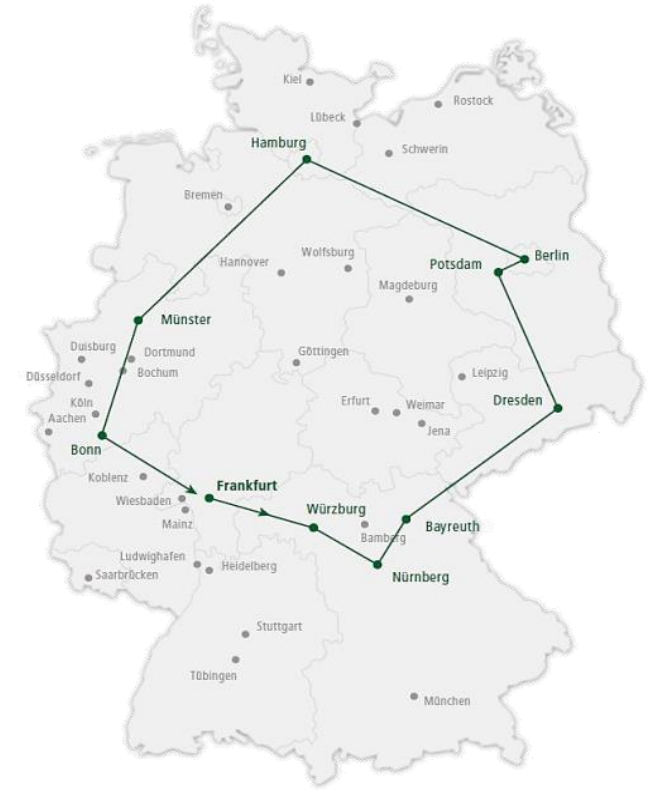 Kiel
Rostock
Lübeck
Hamburg
Schwerin
Bremen
Wolfsburg
Hannover
Berlin
Potsdam
Magdeburg
Münster
Duisburg
Dortmund
Göttingen
Bochum
Düsseldorf
Leipzig
Köln
Erfurt
Weimar
Dresden
Aachen
Jena
Bonn
Koblenz
Frankfurt
Wiesbaden
Würzburg
Mainz
Bayreuth
Bamberg
Ludwighafen
Heidelberg
Saarbrücken
Nürnberg
Stuttgart
Tübingen
München